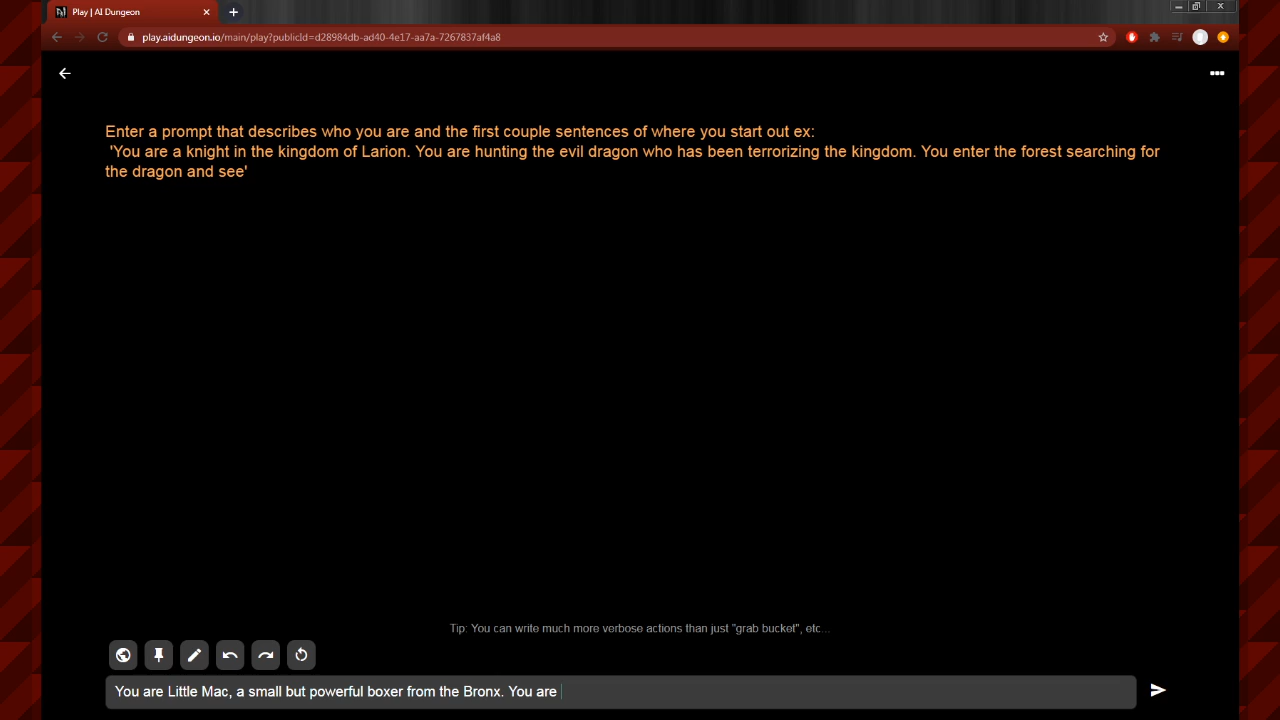 Play | AI Dungeon
play.aidungeon.io/main/play?publicId=d28984db-ad40-4e17-aa7a-7267837af4a8
Enter a prompt that describes who you are and the first couple sentences of where you start out ex:
'You are a knight in the kingdom of Larion. You are hunting the evil dragon who has been terrorizing the kingdom. You enter the forest searching for
the dragon and see'
Tip: You can write much more verbose actions than just "grab bucket", etc...
You are Little Mac, a small but powerful boxer from the Bronx. You are